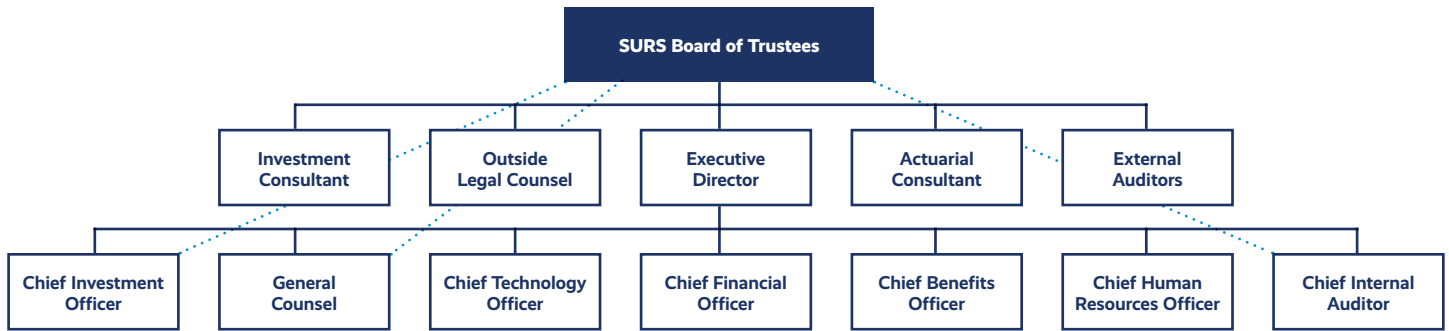 SURS Board of Trustees
Investment
Consultant
Outside
Legal Counsel
Executive
Director
Actuarial
Consultant
External
Auditors
Chief Investment
Officer
General
Counsel
Chief Technology
Officer
Chief Financial
Officer
Chief Benefits
Officer
Chief Human
Resources Officer
Chief Internal
Auditor